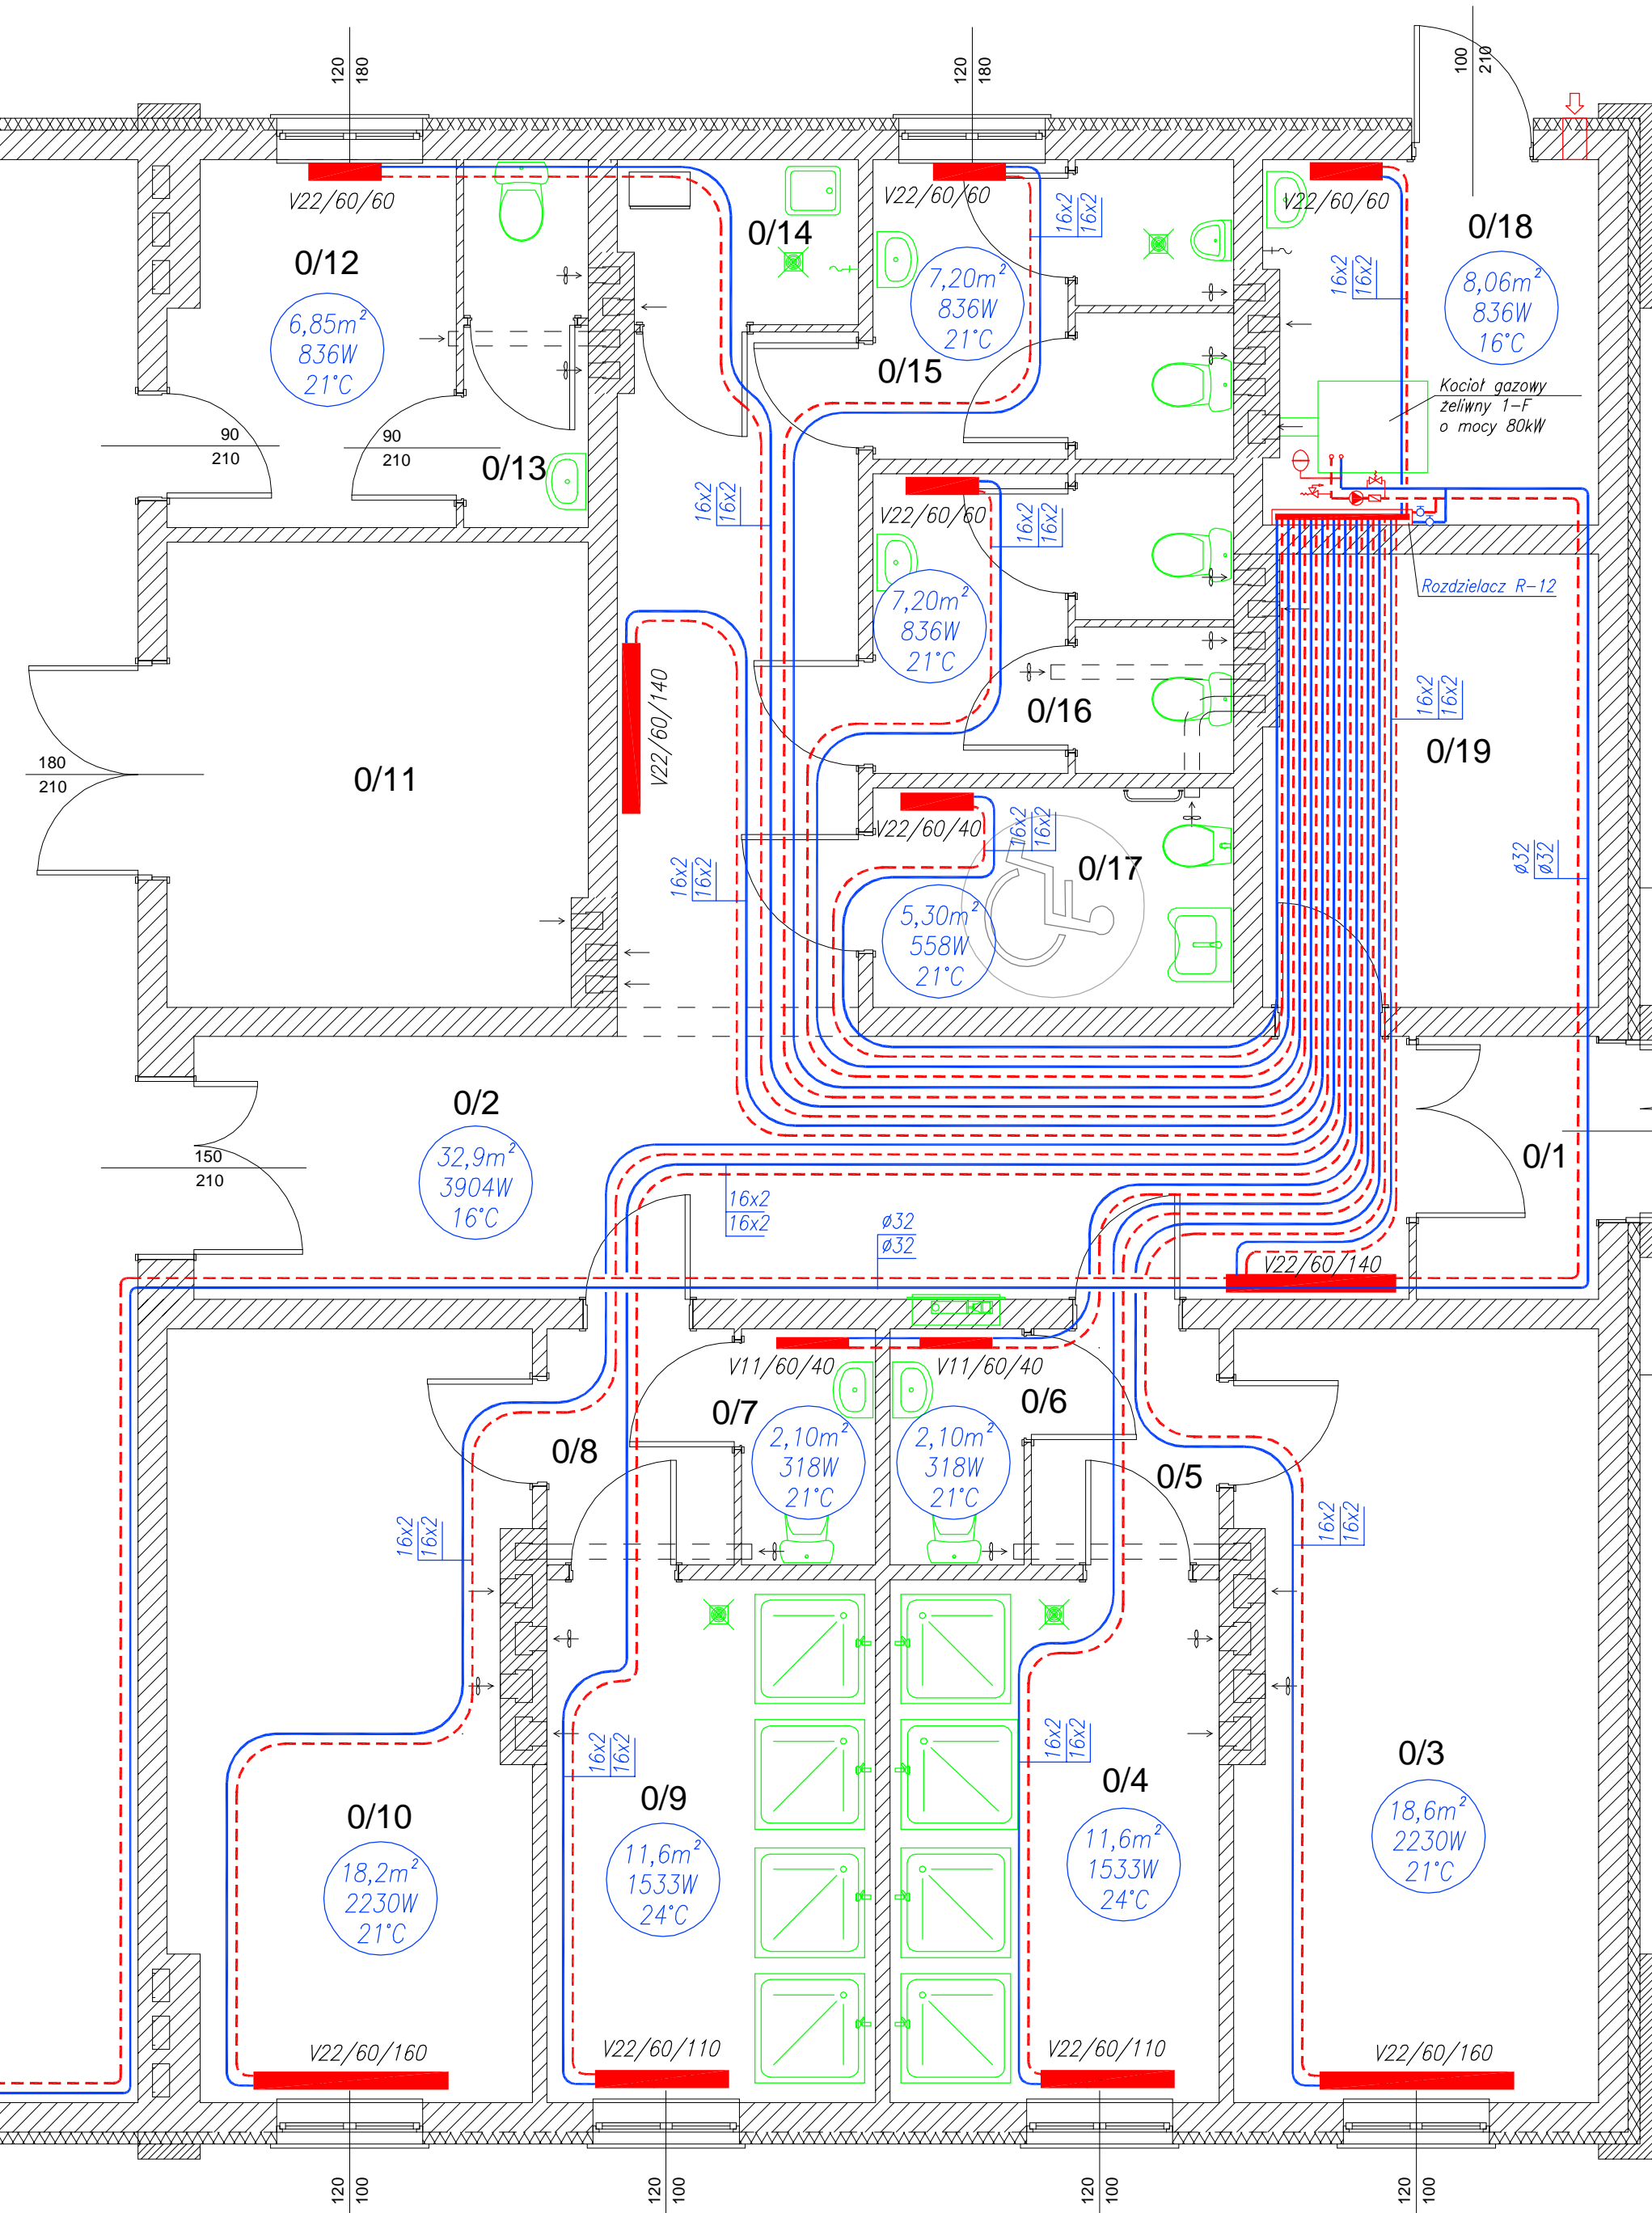 120
180
120
180
100
210
V22/60/60
V22/60/60
16x2
16x2
V22/60/60
0/14
0/18
0/12
7,20m²
836W
21°C
16x2
16x2
8,06m²
836W
16°C
6,85m²
836W
21°C
0/15
Kocioł gazowy
żeliwny 1-F
o mocy 80kW
90
210
90
210
0/13
16x2
16x2
V22/60/60
16x2
16x2
Rozdzielacz R-12
7,20m²
836W
21°C
V22/60/140
0/16
16x2
16x2
0/19
180
210
0/11
V22/60/40
16x2
16x2
ø32
ø32
16x2
16x2
0/17
5,30m²
558W
21°C
0/2
32,9m²
3904W
16°C
150
210
0/1
16x2
16x2
ø32
ø32
V22/60/140
V11/60/40
V11/60/40
0/7
0/6
0/8
2,10m²
318W
21°C
2,10m²
318W
21°C
0/5
16x2
16x2
16x2
16x2
16x2
16x2
16x2
16x2
0/3
0/10
0/9
0/4
18,2m²
2230W
21°C
11,6m²
1533W
24°C
11,6m²
1533W
24°C
18,6m²
2230W
21°C
V22/60/160
V22/60/110
V22/60/110
V22/60/160
120
100
120
100
120
100
120
100